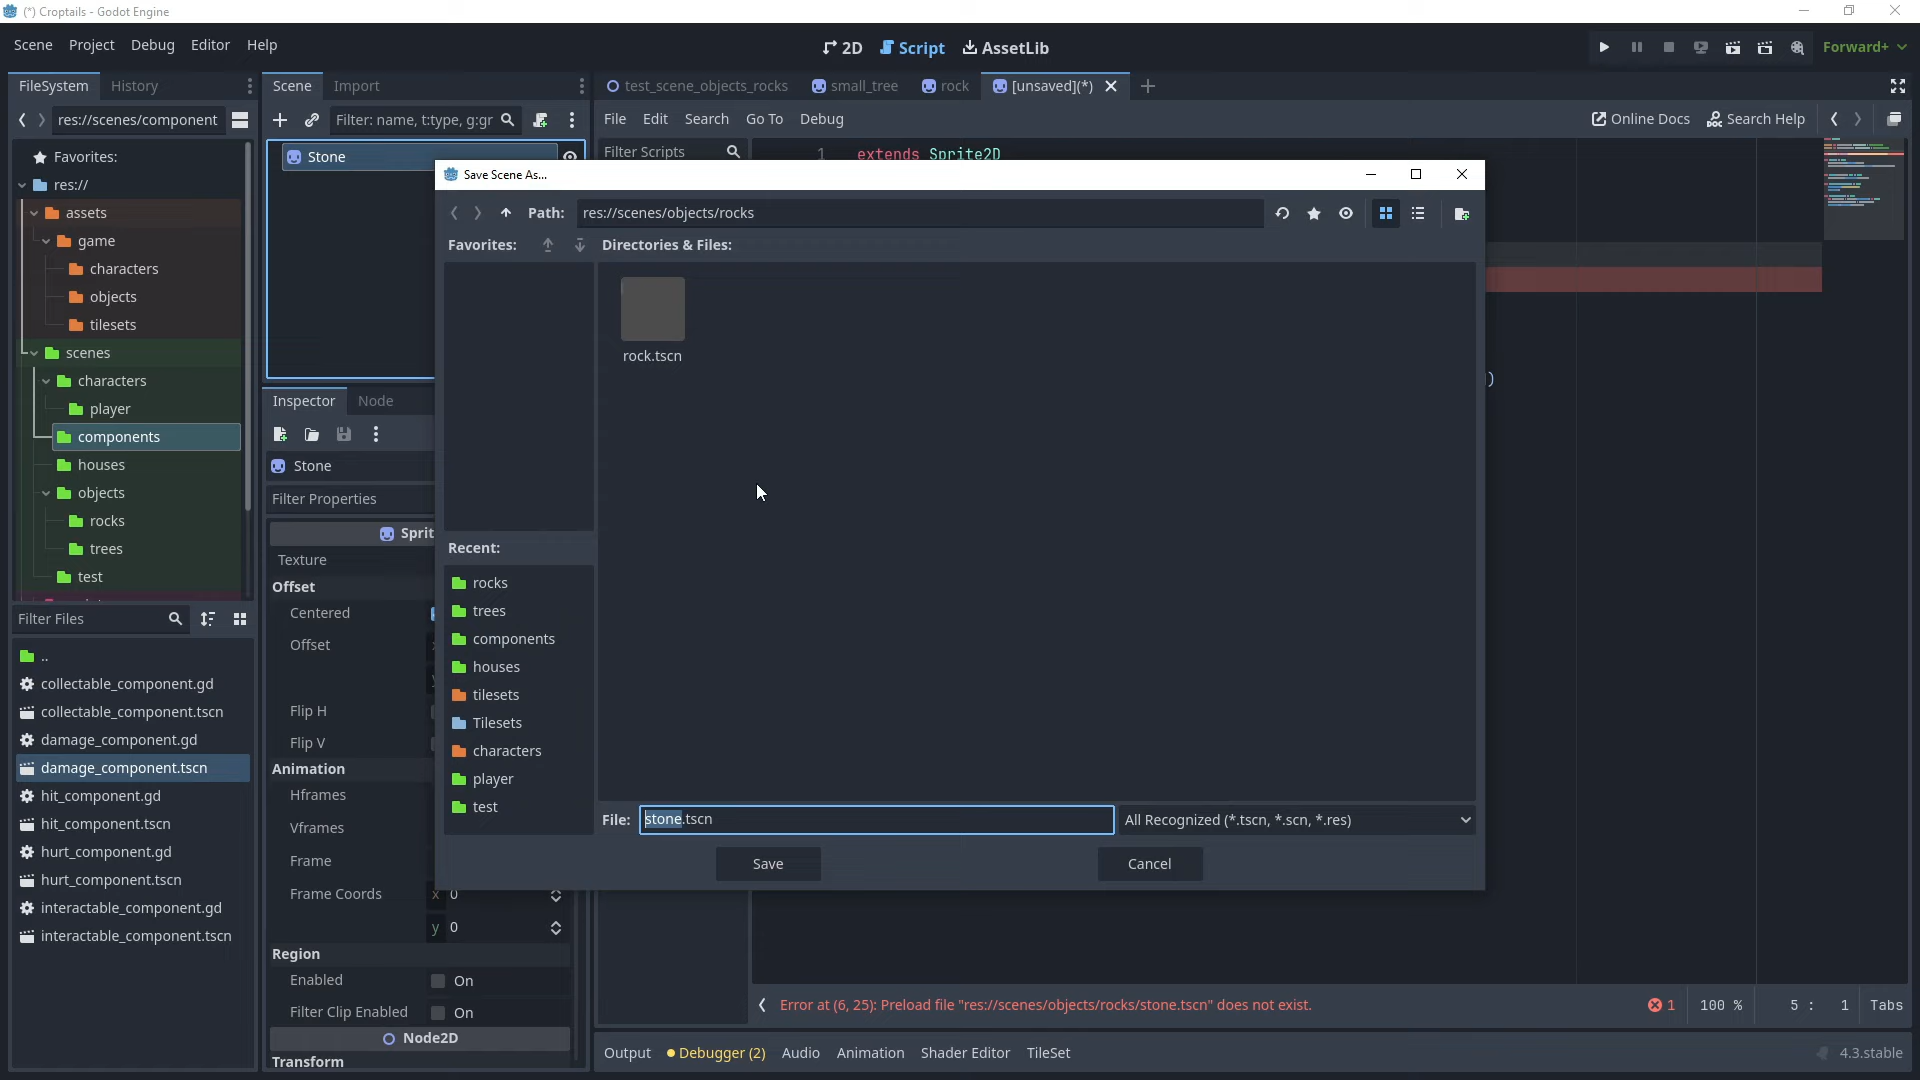 (*) Croptails - Godot Engine
Scene Project Debug Editor Help
2D Script AssetLib
Forward+
FileSystem History
Scene Import
test_scene_objects_rocks small_tree rock [unsaved](*)
res://scenes/component
Filter: name, t:type, g:gr
File Edit Search Go To Debug
Online Docs Search Help
Favorites:
res://
assets
game
characters
objects
tilesets
scenes
characters
player
components
houses
objects
rocks
trees
test
Filter Files
..
collectable_component.gd
collectable_component.tscn
damage_component.gd
damage_component.tscn
hit_component.gd
hit_component.tscn
hurt_component.gd
hurt_component.tscn
interactable_component.gd
interactable_component.tscn
Stone
Inspector Node
Stone
Filter Properties
Sprit
Texture
Offset
Centered
Offset
Flip H
Flip V
Animation
Hframes
Vframes
Frame
Frame Coords x 0
y 0
Region
Enabled On
Filter Clip Enabled On
Node2D
Transform
Filter Scripts
1 extends Sprite2D
)
Save Scene As...
Path: res://scenes/objects/rocks
Favorites:
Directories & Files:
rock.tscn
Recent:
rocks
trees
components
houses
tilesets
Tilesets
characters
player
test
File: stone.tscn
All Recognized (*.tscn, *.scn, *.res)
Save Cancel
Error at (6, 25): Preload file "res://scenes/objects/rocks/stone.tscn" does not exist.
1 100 % 5 : 1 Tabs
Output Debugger (2) Audio Animation Shader Editor TileSet
4.3.stable